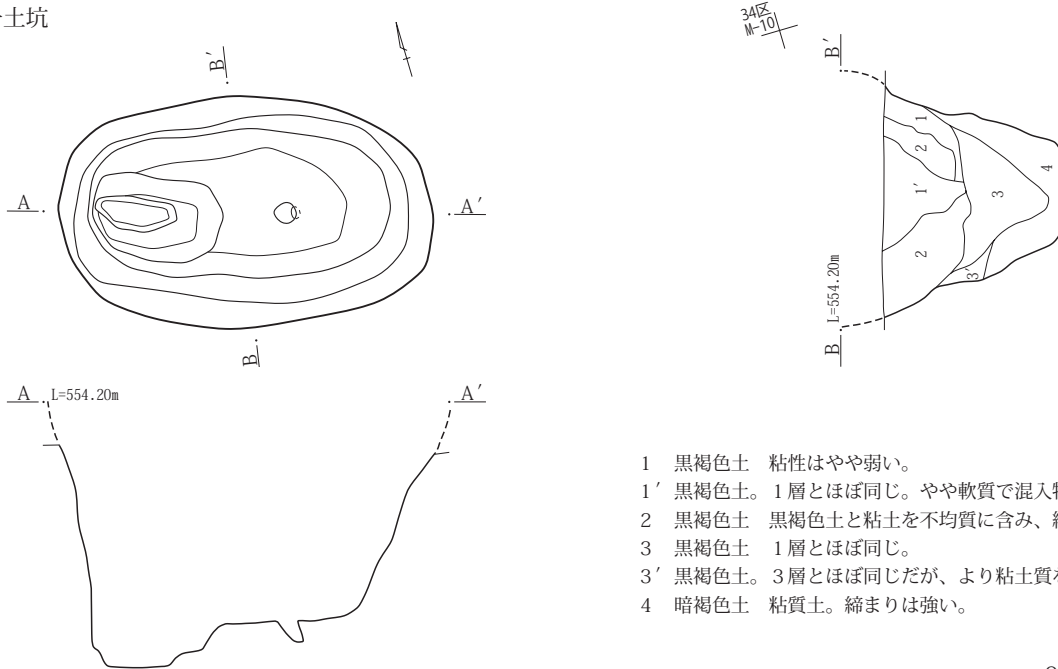 土坑
34区
M-10
B′
B′
A
A′
1
2
1′
2
3
3′
4
L=554.20m
B
B
A L=554.20m
A′
1 黒褐色土 粘性はやや弱い。
1′ 黒褐色土。1層とほぼ同じ。やや軟質で混入
2 黒褐色土 黒褐色土と粘土を不均質に含み、
3 黒褐色土 1層とほぼ同じ。
3′ 黒褐色土。3層とほぼ同じだが、より粘土質
4 暗褐色土 粘質土。締まりは強い。